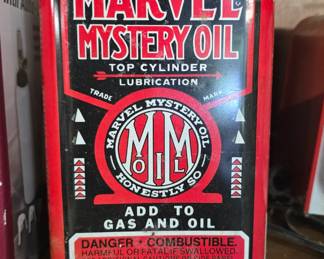 MARVEL
MYSTERY OIL
TOP CYLINDER
LUBRICATION
TRADE MARK
MARVEL MYSTERY OIL
MM
OIL
HONESTLY SO
ADD TO
GAS AND OIL
DANGER • COMBUSTIBLE.
HARMFUL OR FATAL IF SWALLOWED.